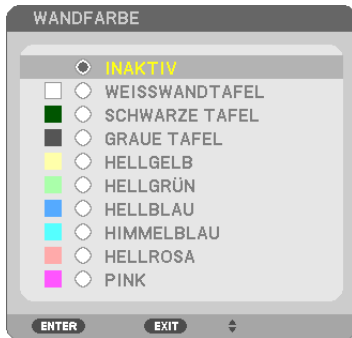 WANDFARBE
INAKTIV
WEISSWANDTAFEL
SCHWARZE TAFEL
GRAUE TAFEL
HELLGELB
HELLGRÜN
HELLBLAU
HIMMELBLAU
HELLROSA
PINK
ENTER EXIT